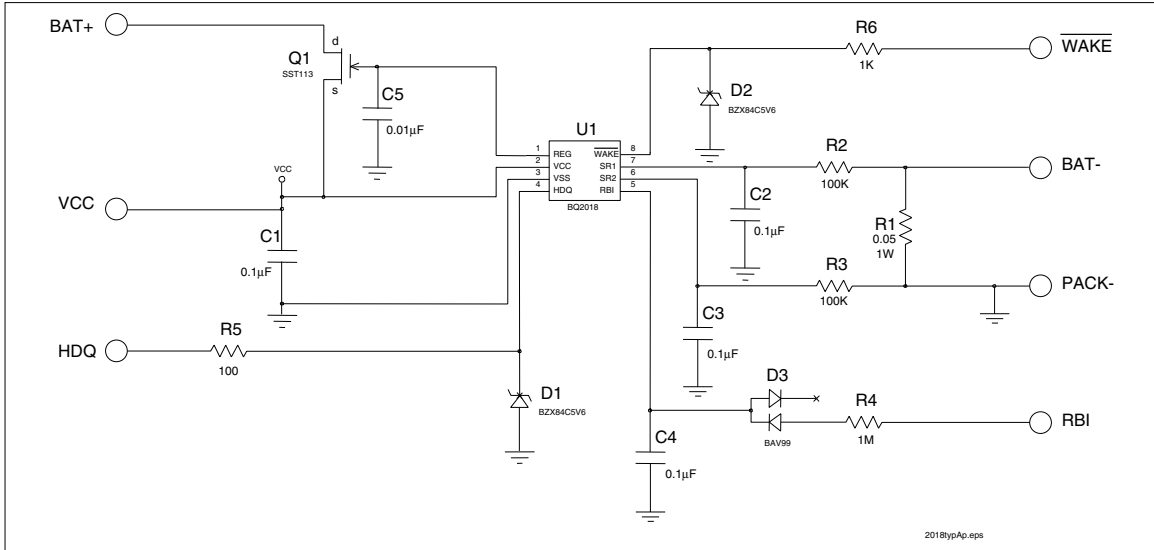 BAT+
Q1
SST113
d
s
C5
0.01µF
VCC
VCC
C1
0.1µF
HDQ
R5
100
D1
BZX84C5V6
U1
1 REG
2 VCC
3 VSS
4 HDQ
WAKE 8
SR1 7
SR2 6
RBI 5
BQ2018
R6
1K
WAKE
D2
BZX84C5V6
R2
100K
BAT-
C2
0.1µF
R1
0.05
1W
R3
100K
PACK-
C3
0.1µF
D3
BAV99
R4
1M
RBI
C4
0.1µF
2018typAp.eps